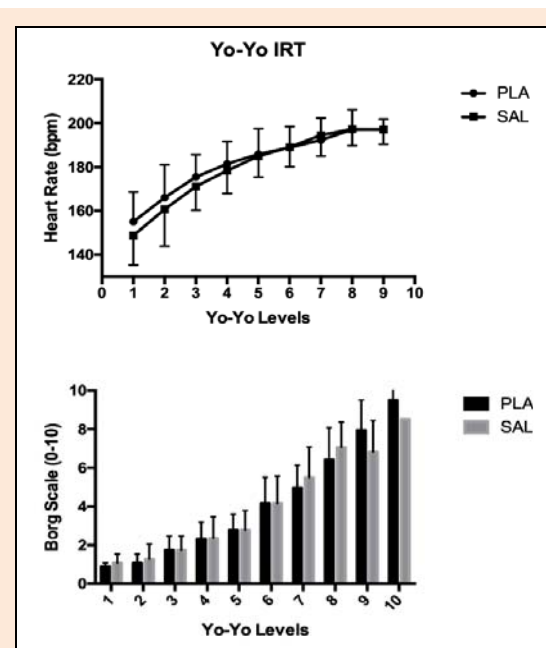 Yo-Yo IRT
220
200
180
160
140
Heart Rate (bpm)
0 1 2 3 4 5 6 7 8 9 10
Yo-Yo Levels
PLA
SAL
10
8
6
4
2
0
Borg Scale (0-10)
1 2 3 4 5 6 7 8 9 10
Yo-Yo Levels
PLA
SAL